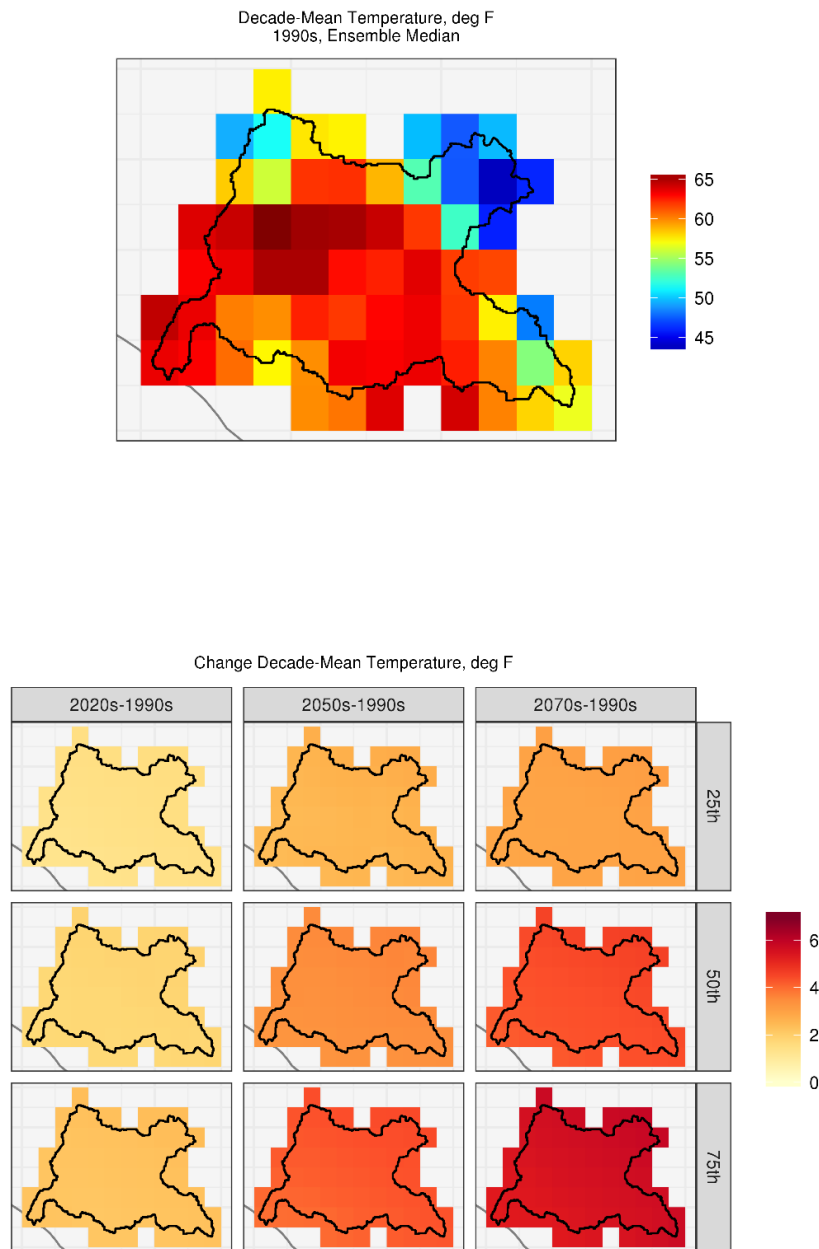 Decade-Mean Temperature, deg F
1990s, Ensemble Median
65
60
55
50
45
Change Decade-Mean Temperature, deg F
2020s-1990s
2050s-1990s
2070s-1990s
25th
50th
75th
6
4
2
0